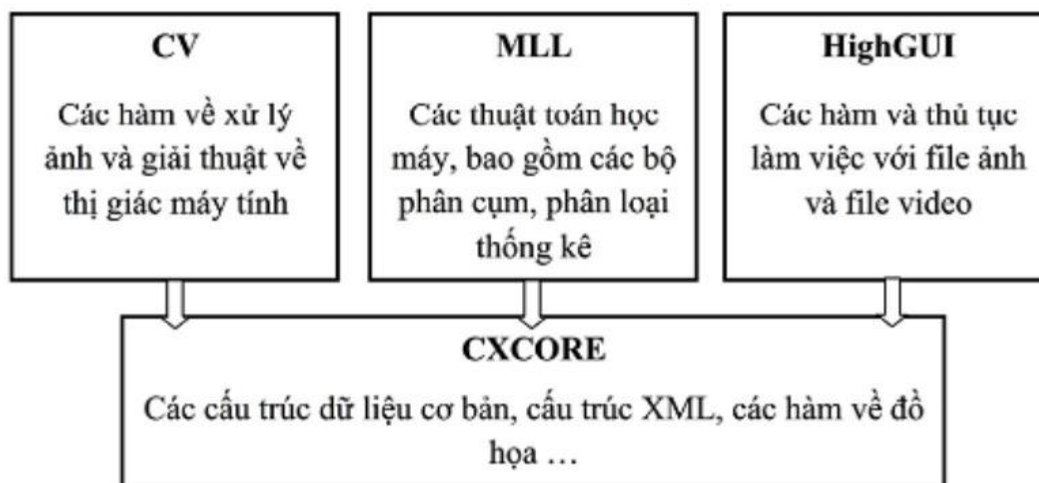 CV
Các hàm về xử lý
ảnh và giải thuật về
thị giác máy tính
MLL
Các thuật toán học
máy, bao gồm các bộ
phân cụm, phân loại
thống kê
HighGUI
Các hàm và thủ tục
làm việc với file ảnh
và file video
CXCORE
Các cấu trúc dữ liệu cơ bản, cấu trúc XML, các hàm về đồ
họa ...